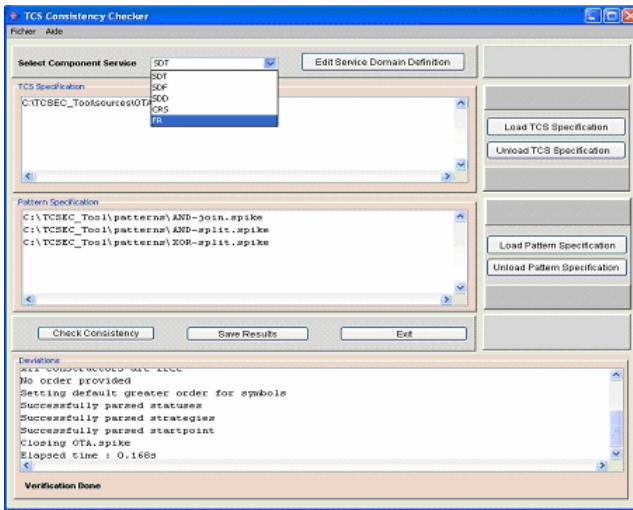 TCS Consistency Checker
Fichier Aide
Select Component Service SDT Edit Service Domain Definition
SDT
SDF
SDD
CRS
FR
TCS Specification
C:\TCSEC_Tool\sources\OTA
Load TCS Specification
Unload TCS Specification
Pattern Specification
C:\TCSEC_Tool\patterns\AND-join.spike
C:\TCSEC_Tool\patterns\AND-split.spike
C:\TCSEC_Tool\patterns\XOR-split.spike
Load Pattern Specification
Unload Pattern Specification
Check Consistency Save Results Exit
Deviations
All constructors are free
No order provided
Setting default greater order for symbols
Successfully parsed statuses
Successfully parsed strategies
Successfully parsed startpoint
Closing OTA.spike
Elapsed time : 0.168s
Verification Done